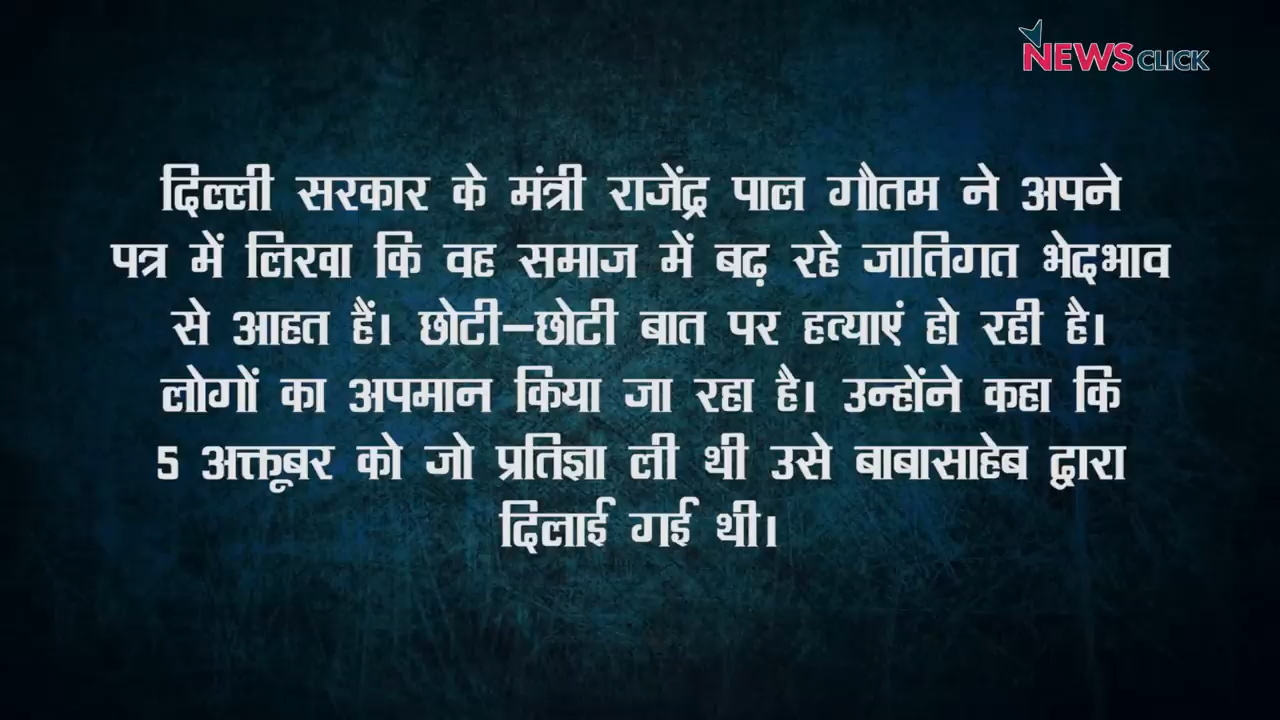 NEWSCLICK
दिल्ली सरकार के मंत्री राजेंद्र पाल गौतम ने अपने
पत्र में लिखा कि वह समाज में बढ़ रहे जातिगत भेदभाव
से आहत हैं। छोटी–छोटी बात पर हत्याएं हो रही है।
लोगों का अपमान किया जा रहा है। उन्होंने कहा कि
5 अक्तूबर को जो प्रतिज्ञा ली थी उसे बाबासाहेब द्वारा
दिलाई गई थी।